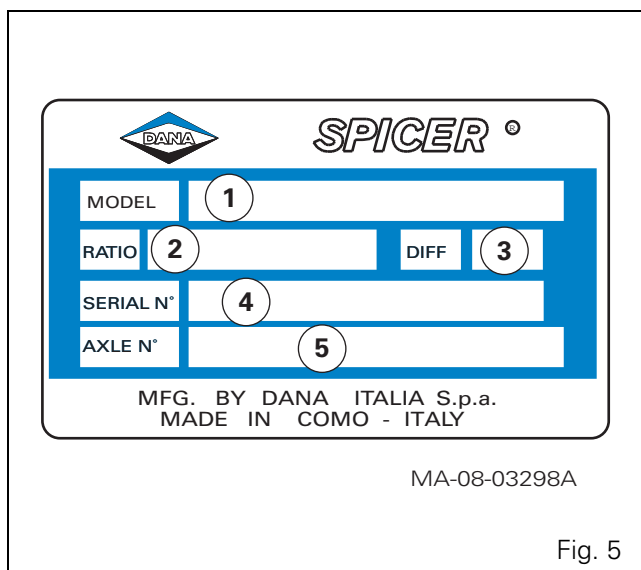 DANA SPICER ®
MODEL 1
RATIO 2 DIFF 3
SERIAL N° 4
AXLE N° 5
MFG. BY DANA ITALIA S.p.a.
MADE IN COMO - ITALY
MA-08-03298A
Fig. 5